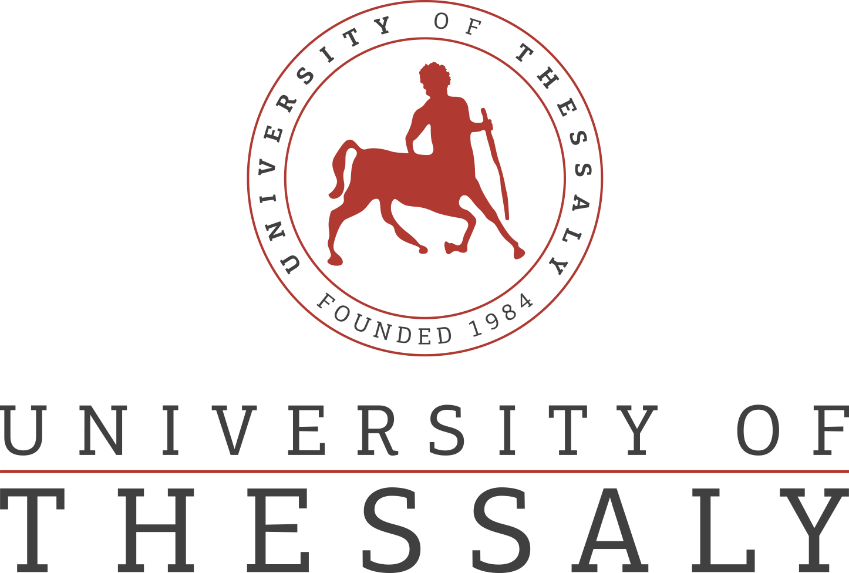 UNIVERSITY OF THESSALY
FOUNDED 1984
UNIVERSITY OF
THESSALY